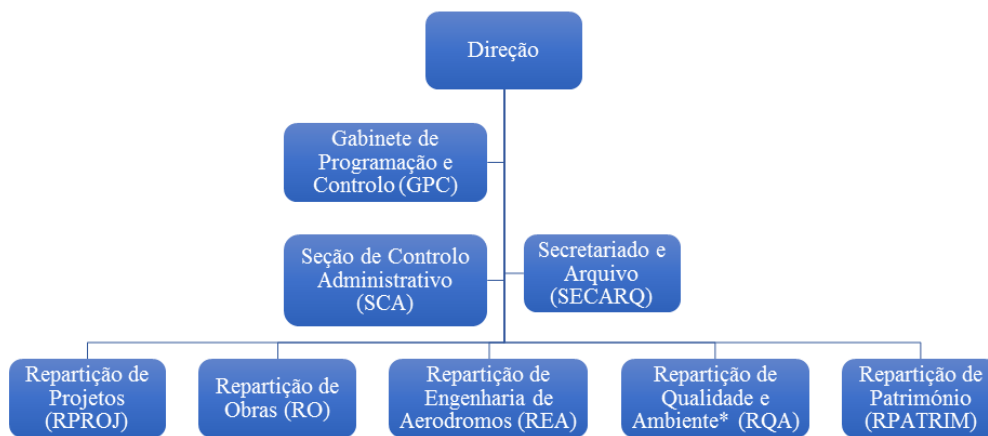 Direção
Gabinete de
Programação e
Controlo (GPC)
Seção de Controlo
Administrativo
(SCA)
Secretariado e
Arquivo
(SECARQ)
Repartição de
Projetos
(RPROJ)
Repartição de
Obras (RO)
Repartição de
Engenharia de
Aerodromos (REA)
Repartição de
Qualidade e
Ambiente* (RQA)
Repartição de
Património
(RPATRIM)